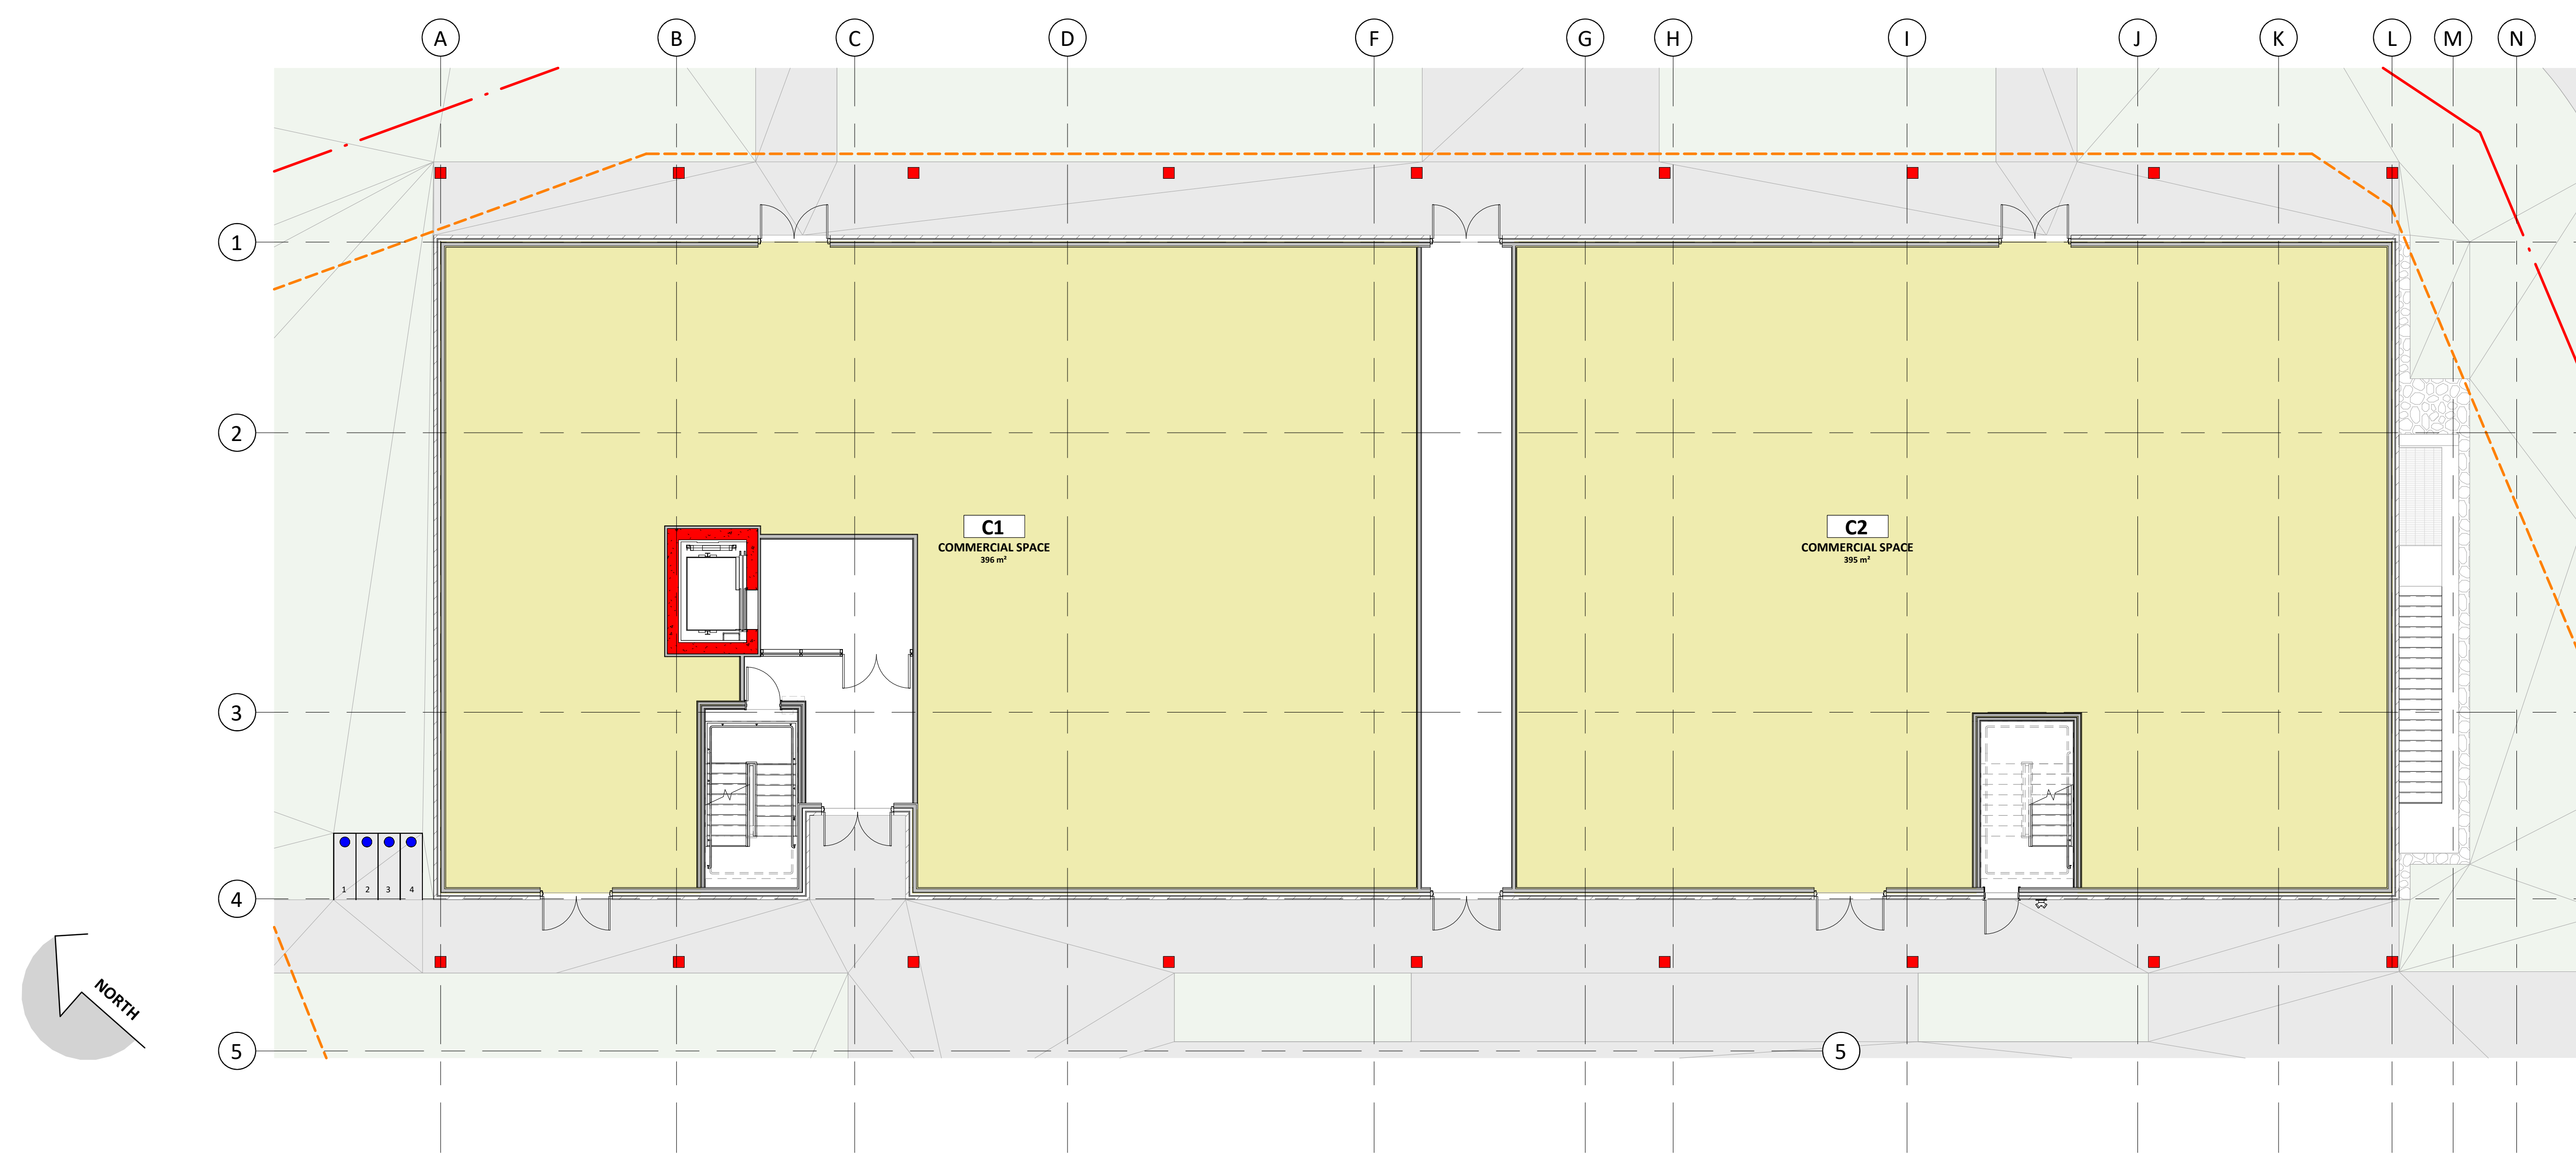 A B C D F G H I J K L M N
1
2
C1
COMMERCIAL SPACE
396 m²
C2
COMMERCIAL SPACE
395 m²
3
1 2 3 4
4
NORTH
5 5